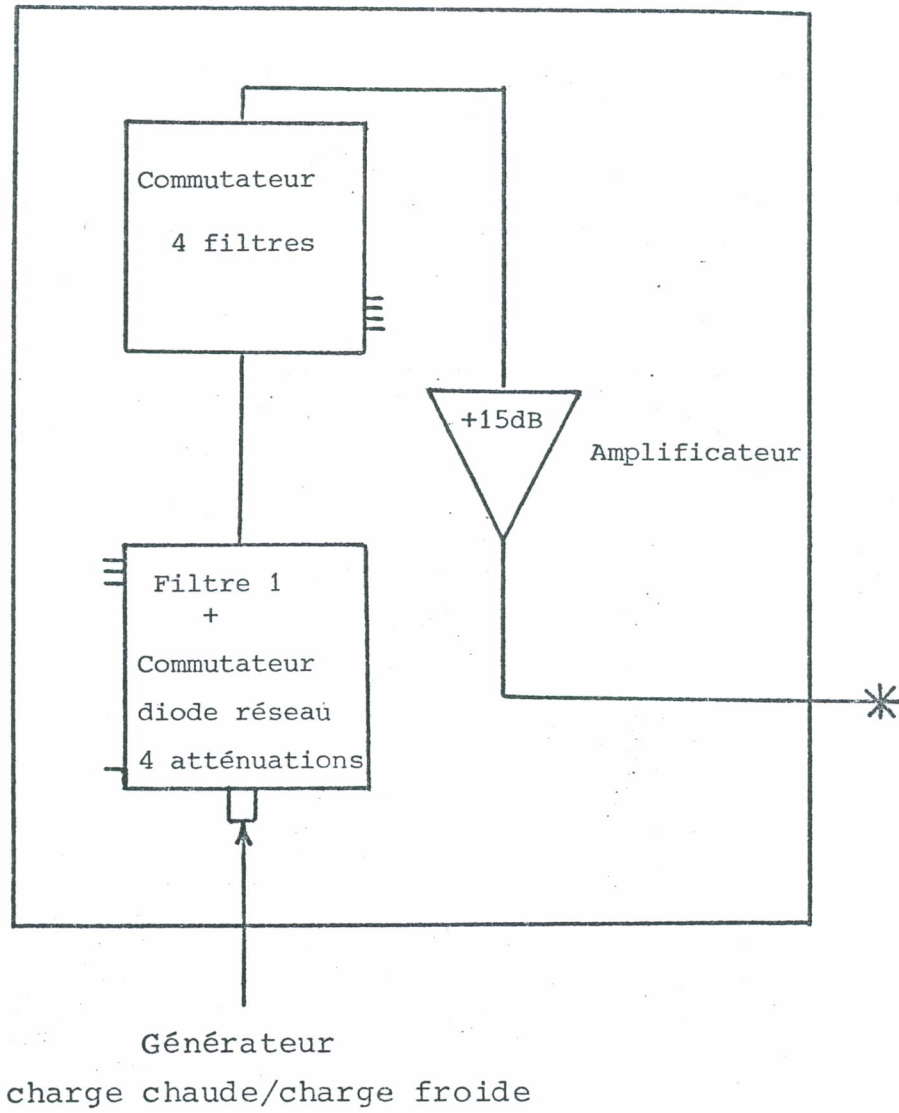 Commutateur
4 filtres
+15dB
Amplificateur
Filtre 1
+
Commutateur
diode réseau
4 atténuations
Générateur
charge chaude/charge froide